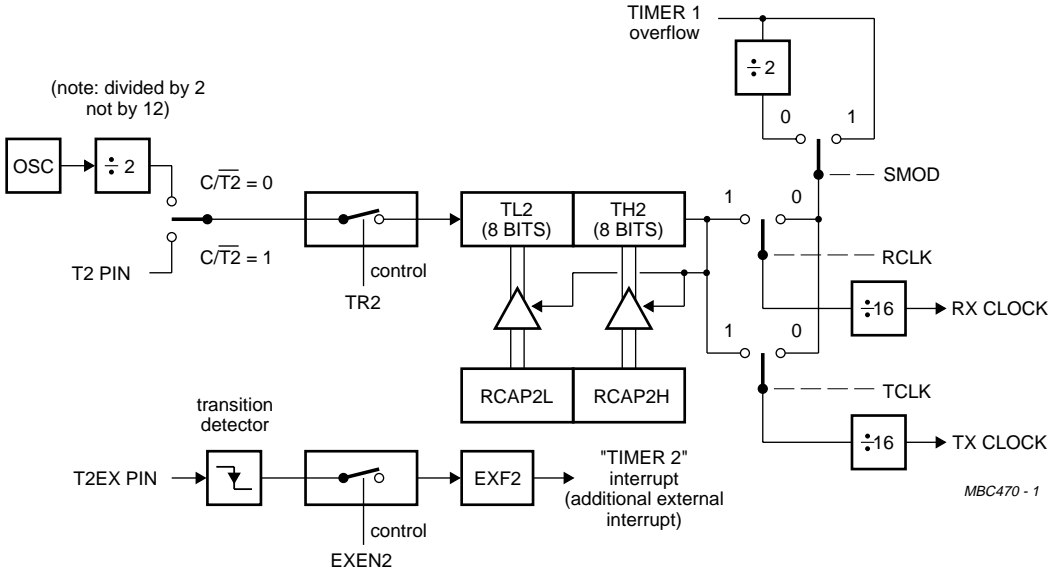 TIMER 1
overflow
÷ 2
0
1
SMOD
(note: divided by 2
not by 12)
OSC
÷ 2
C/T̅2̅ = 0
C/T̅2̅ = 1
T2 PIN
control
TR2
TL2
(8 BITS)
TH2
(8 BITS)
1
0
RCLK
÷16
RX CLOCK
1
0
TCLK
÷16
TX CLOCK
RCAP2L
RCAP2H
transition
detector
T2EX PIN
control
EXEN2
EXF2
"TIMER 2"
interrupt
(additional external
interrupt)
MBC470 - 1